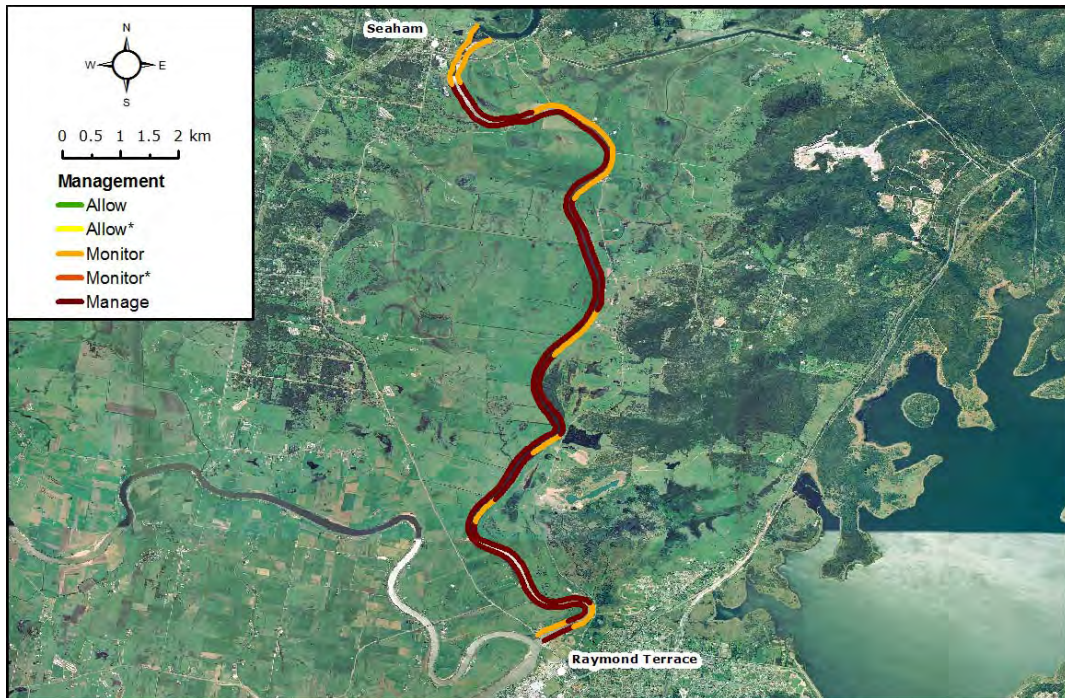 Seaham
N
W E
S
0 0.5 1 1.5 2 km
Management
Allow
Allow*
Monitor
Monitor*
Manage
Raymond Terrace